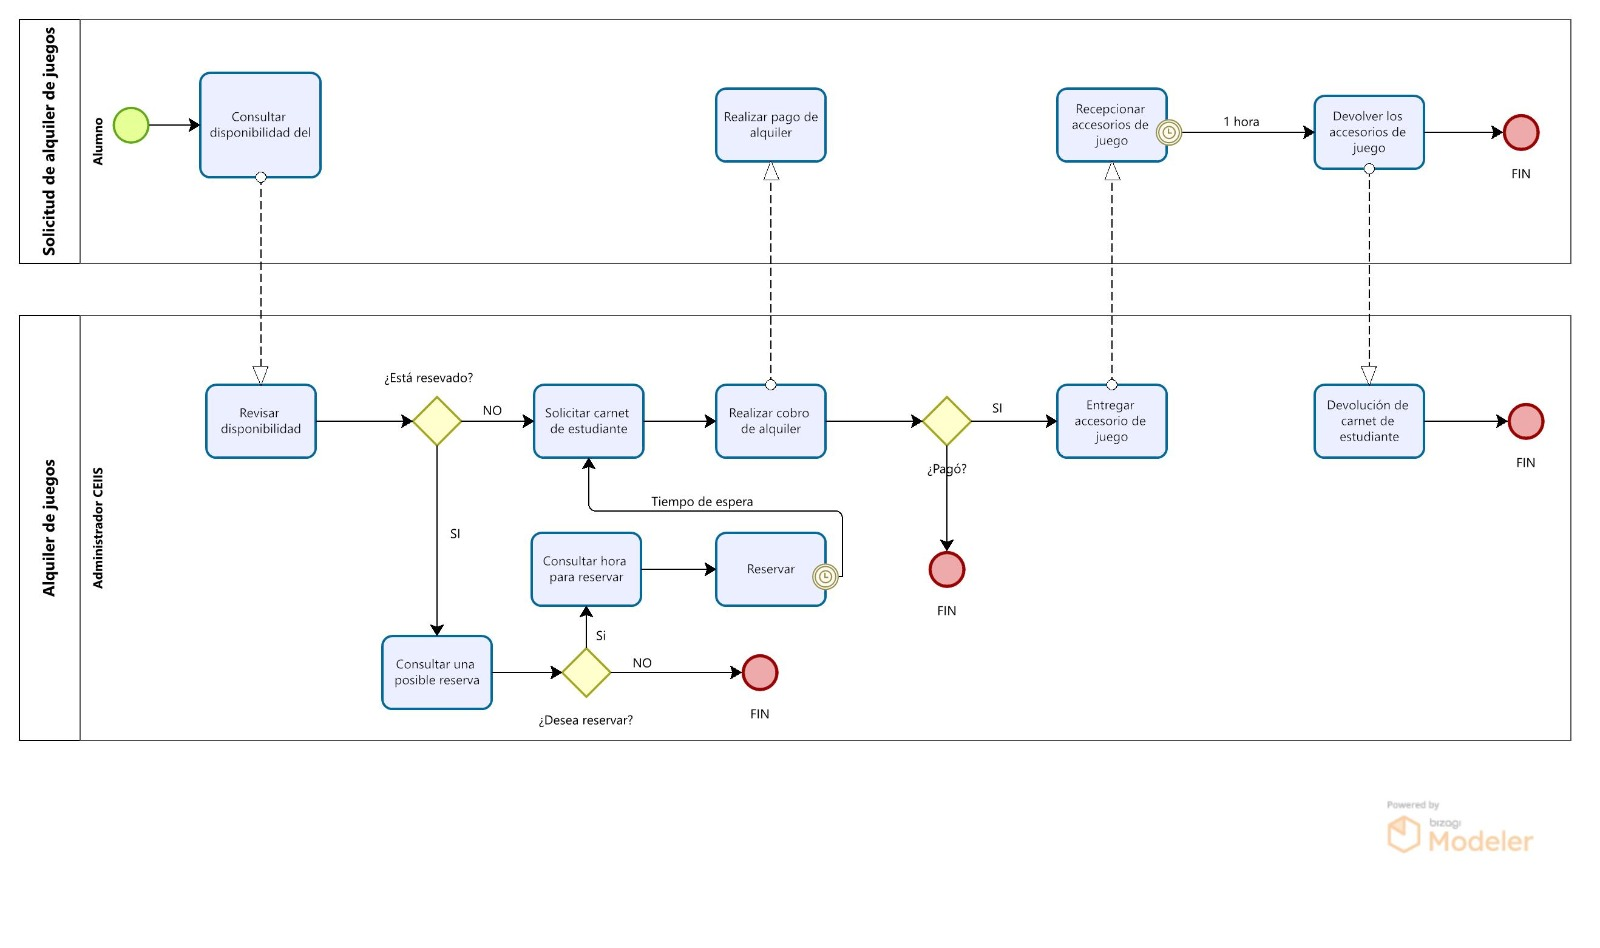 Solicitud de alquiler de juegos
Alumno
Consultar
disponibilidad del
Realizar pago de
alquiler
Recepcionar
accesorios de
juego
1 hora
Devolver los
accesorios de
juego
FIN
Alquiler de juegos
Administrador CEIIS
Revisar
disponibilidad
¿Está resevado?
NO
SI
Solicitar carnet
de estudiante
Realizar cobro
de alquiler
SI
¿Pagó?
FIN
Entregar
accesorio de
juego
Devolución de
carnet de
estudiante
FIN
Tiempo de espera
Consultar hora
para reservar
Reservar
Si
Consultar una
posible reserva
NO
¿Desea reservar?
FIN
Powered by
bizagi
Modeler